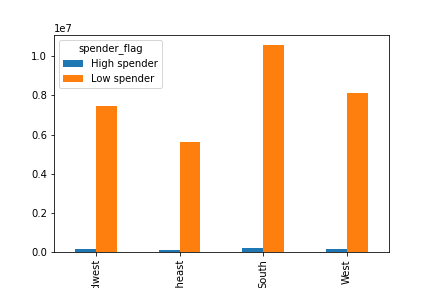 1e7
spender_flag
High spender
Low spender
1.0
0.8
0.6
0.4
0.2
0.0
dwest
heast
South
West